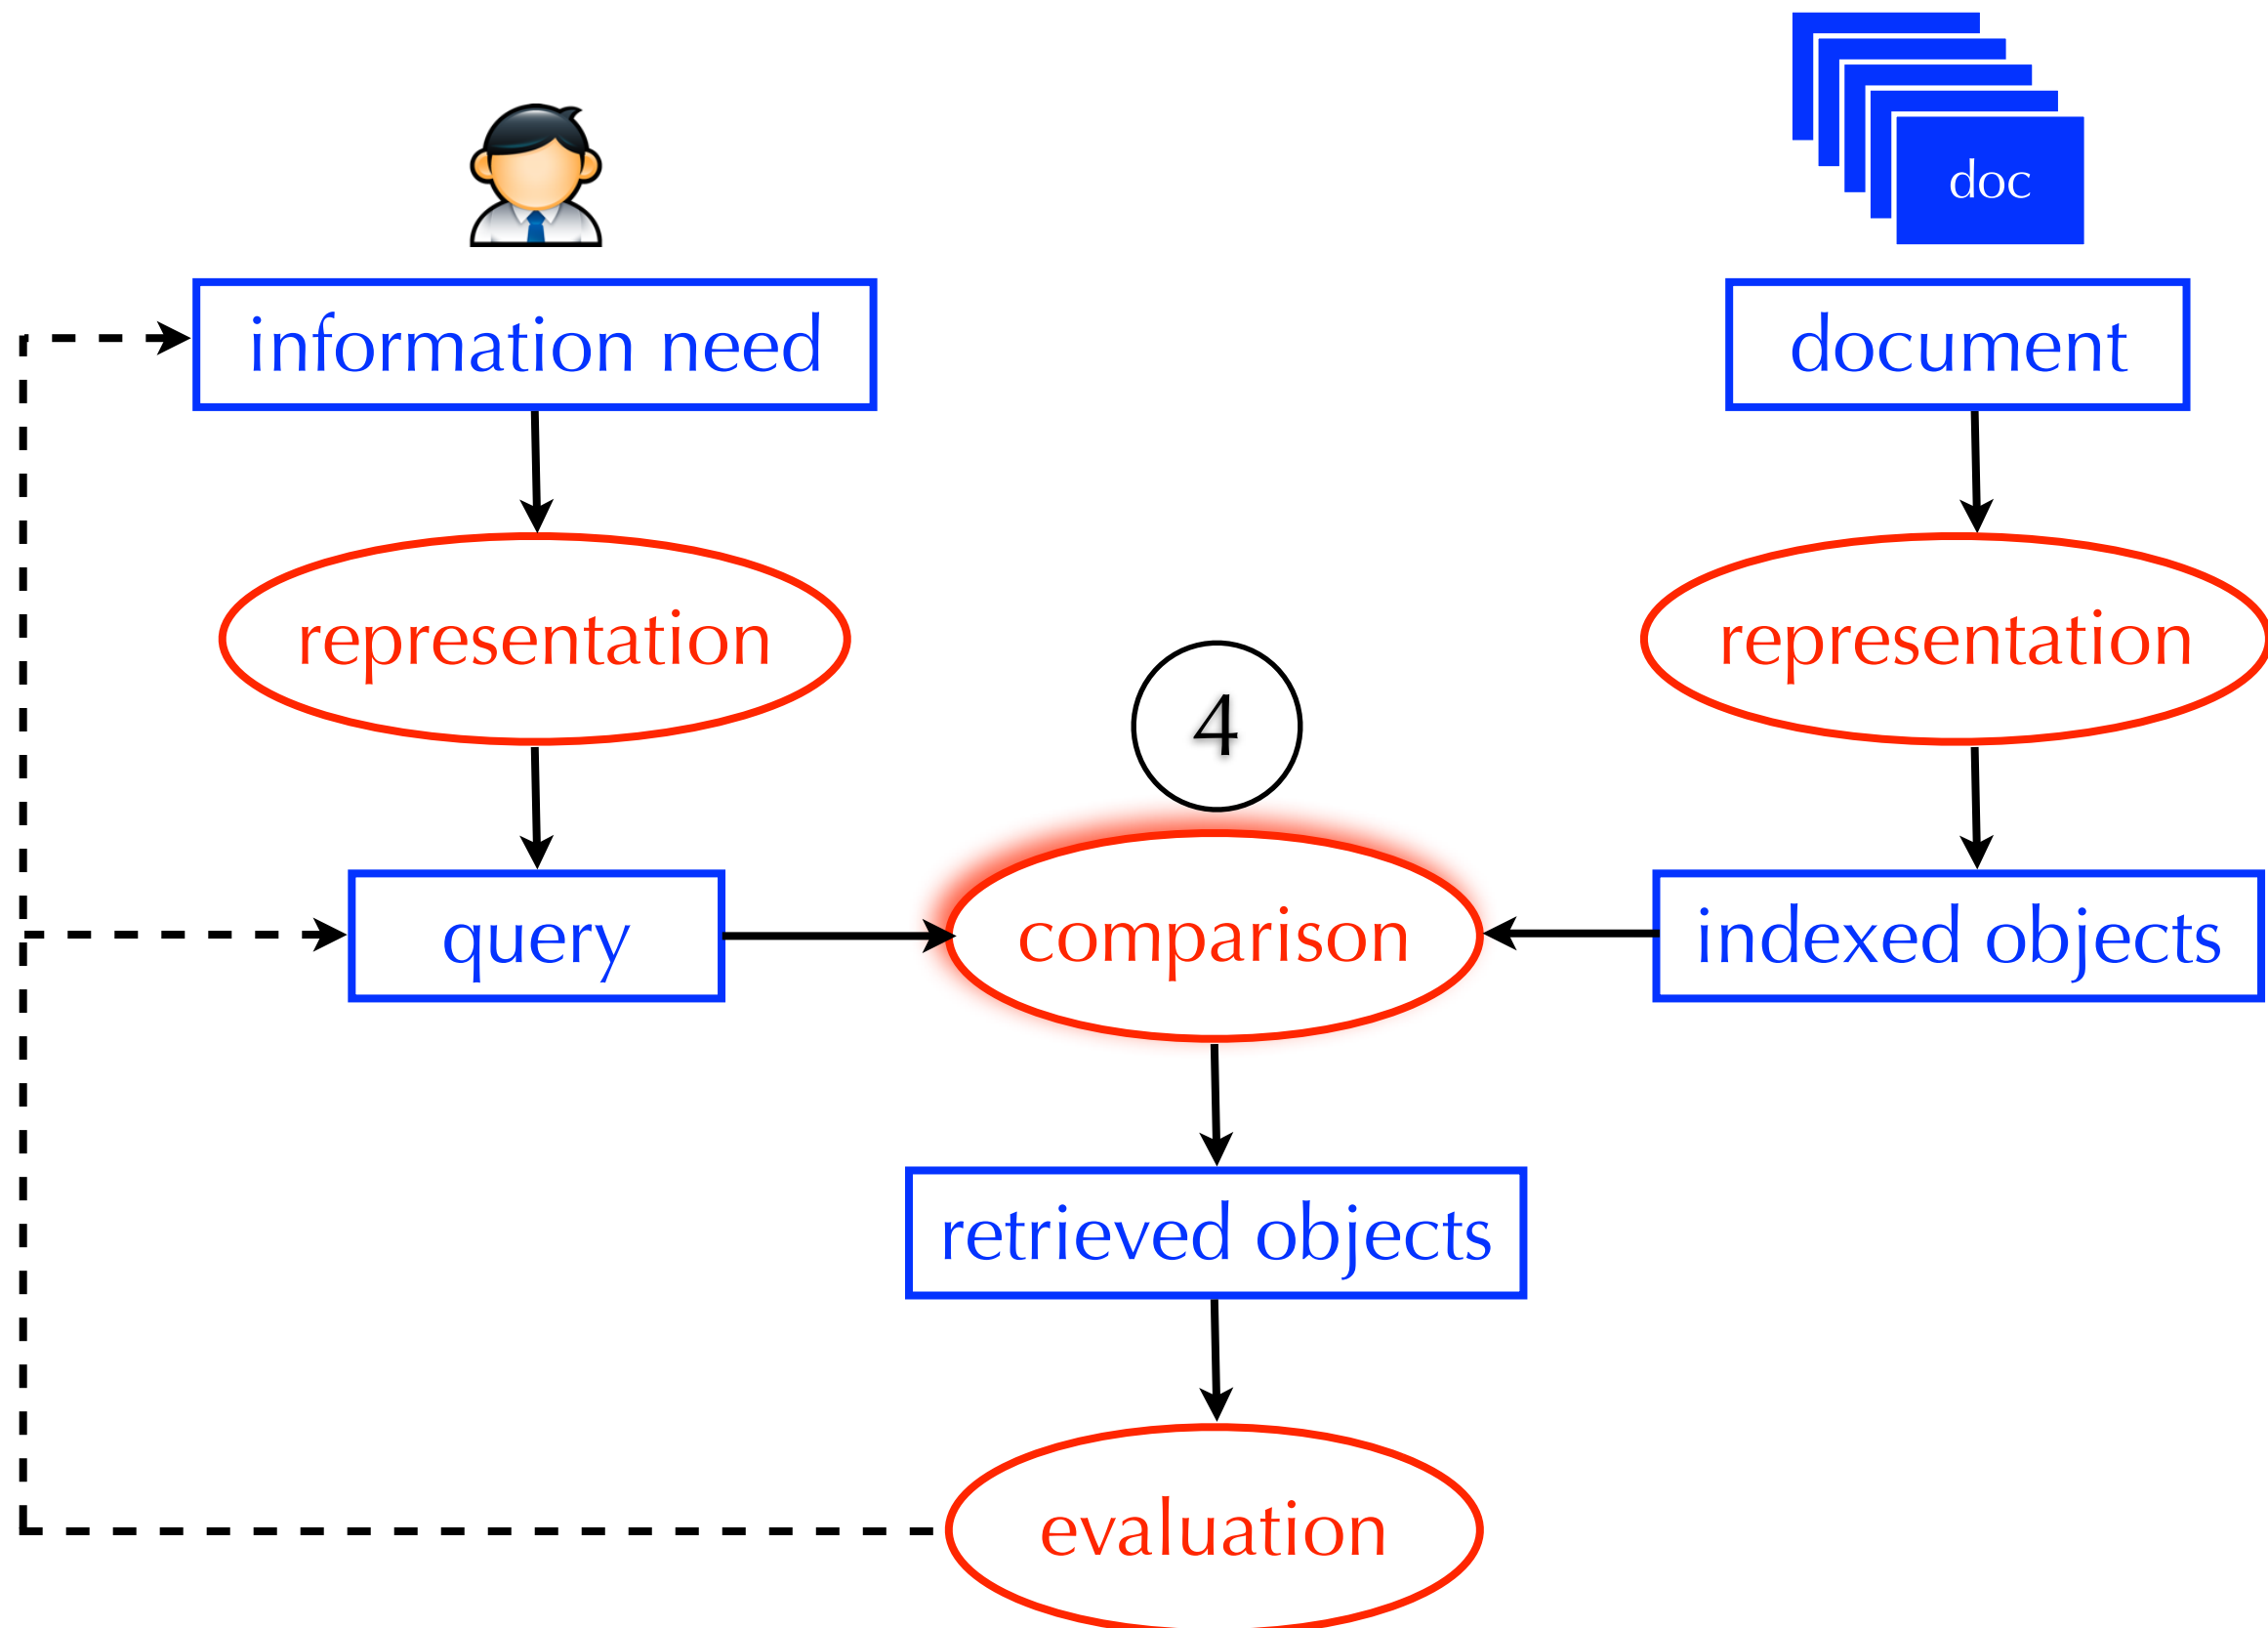 doc
information need
document
representation
representation
4
query
comparison
indexed objects
retrieved objects
evaluation